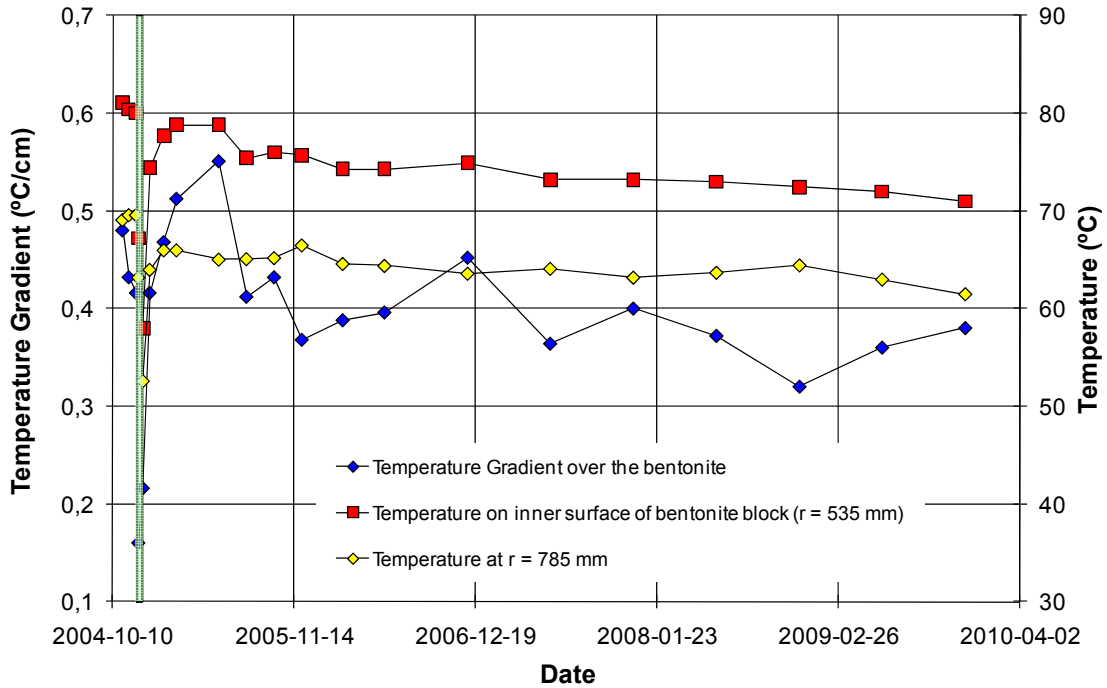 0,7
0,6
0,5
0,4
0,3
0,2
0,1
90
80
70
60
50
40
30
Temperature Gradient (ºC/cm)
Temperature (ºC)
Temperature Gradient over the bentonite
Temperature on inner surface of bentonite block (r = 535 mm)
Temperature at r = 785 mm
2004-10-10 2005-11-14 2006-12-19 2008-01-23 2009-02-26 2010-04-02
Date